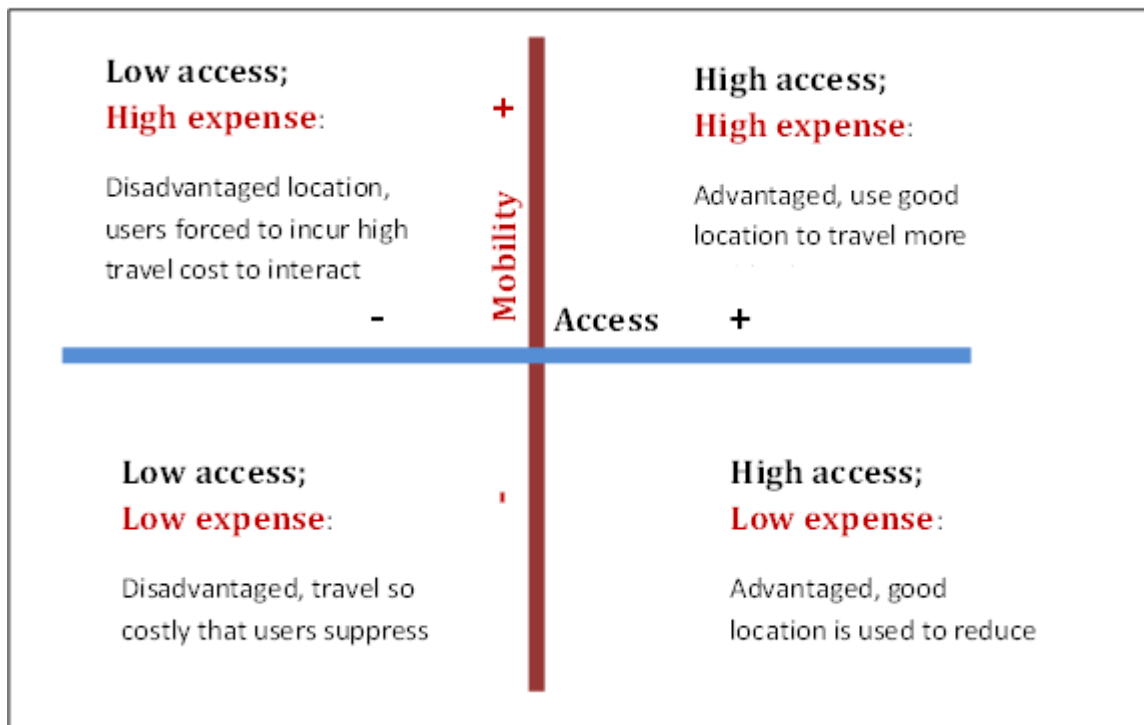 Low access;
High expense:
Disadvantaged location,
users forced to incur high
travel cost to interact
High access;
High expense:
Advantaged, use good
location to travel more
+
Mobility
-
- Access +
Low access;
Low expense:
Disadvantaged, travel so
costly that users suppress
High access;
Low expense:
Advantaged, good
location is used to reduce